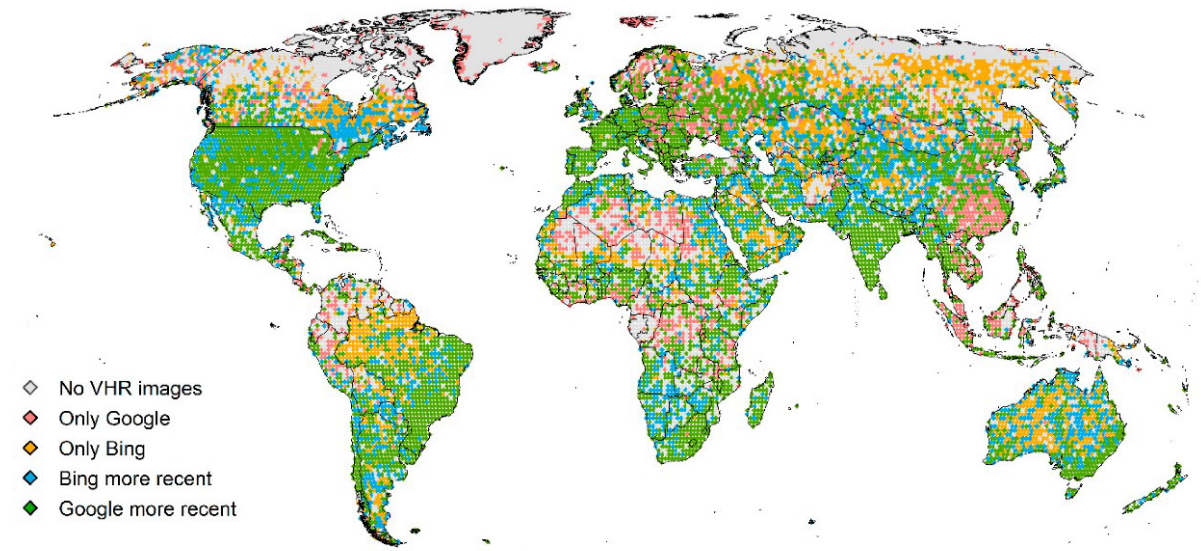 No VHR images
Only Google
Only Bing
Bing more recent
Google more recent